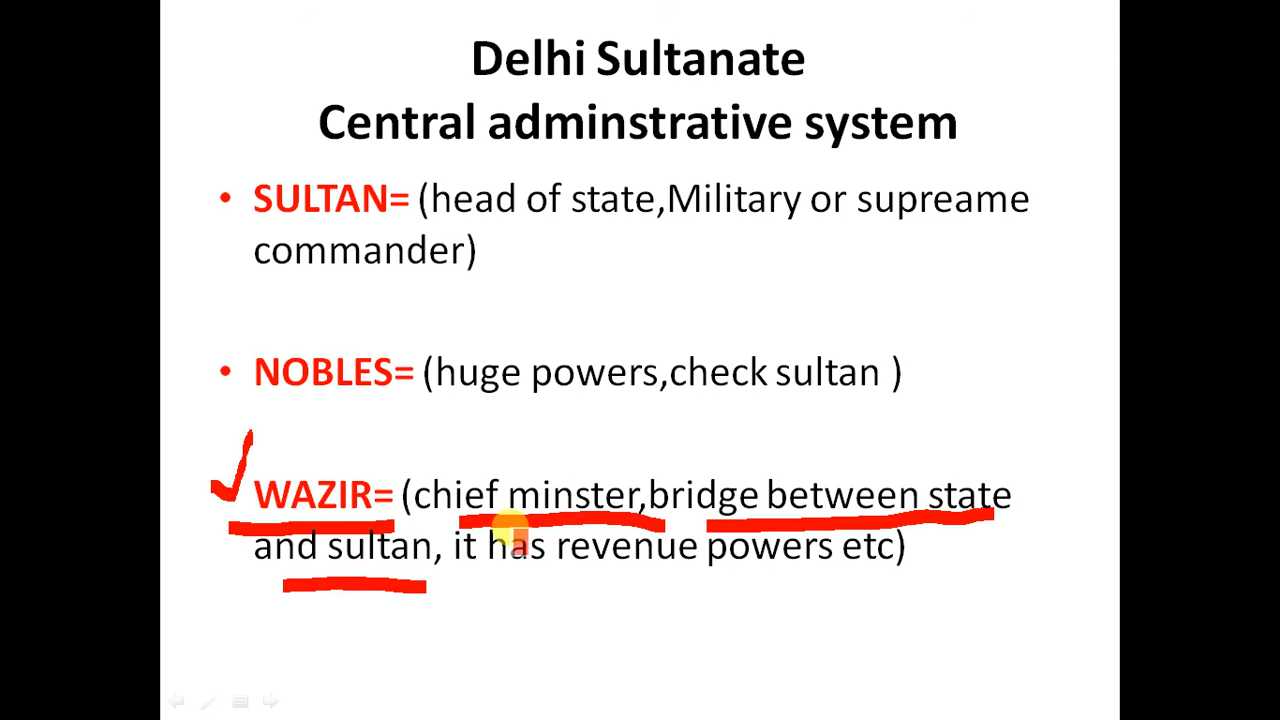 Delhi Sultanate
Central adminstrative system
• SULTAN= (head of state,Military or supreame
commander)
• NOBLES= (huge powers,check sultan )
WAZIR= (chief minster,bridge between state
and sultan, it has revenue powers etc)